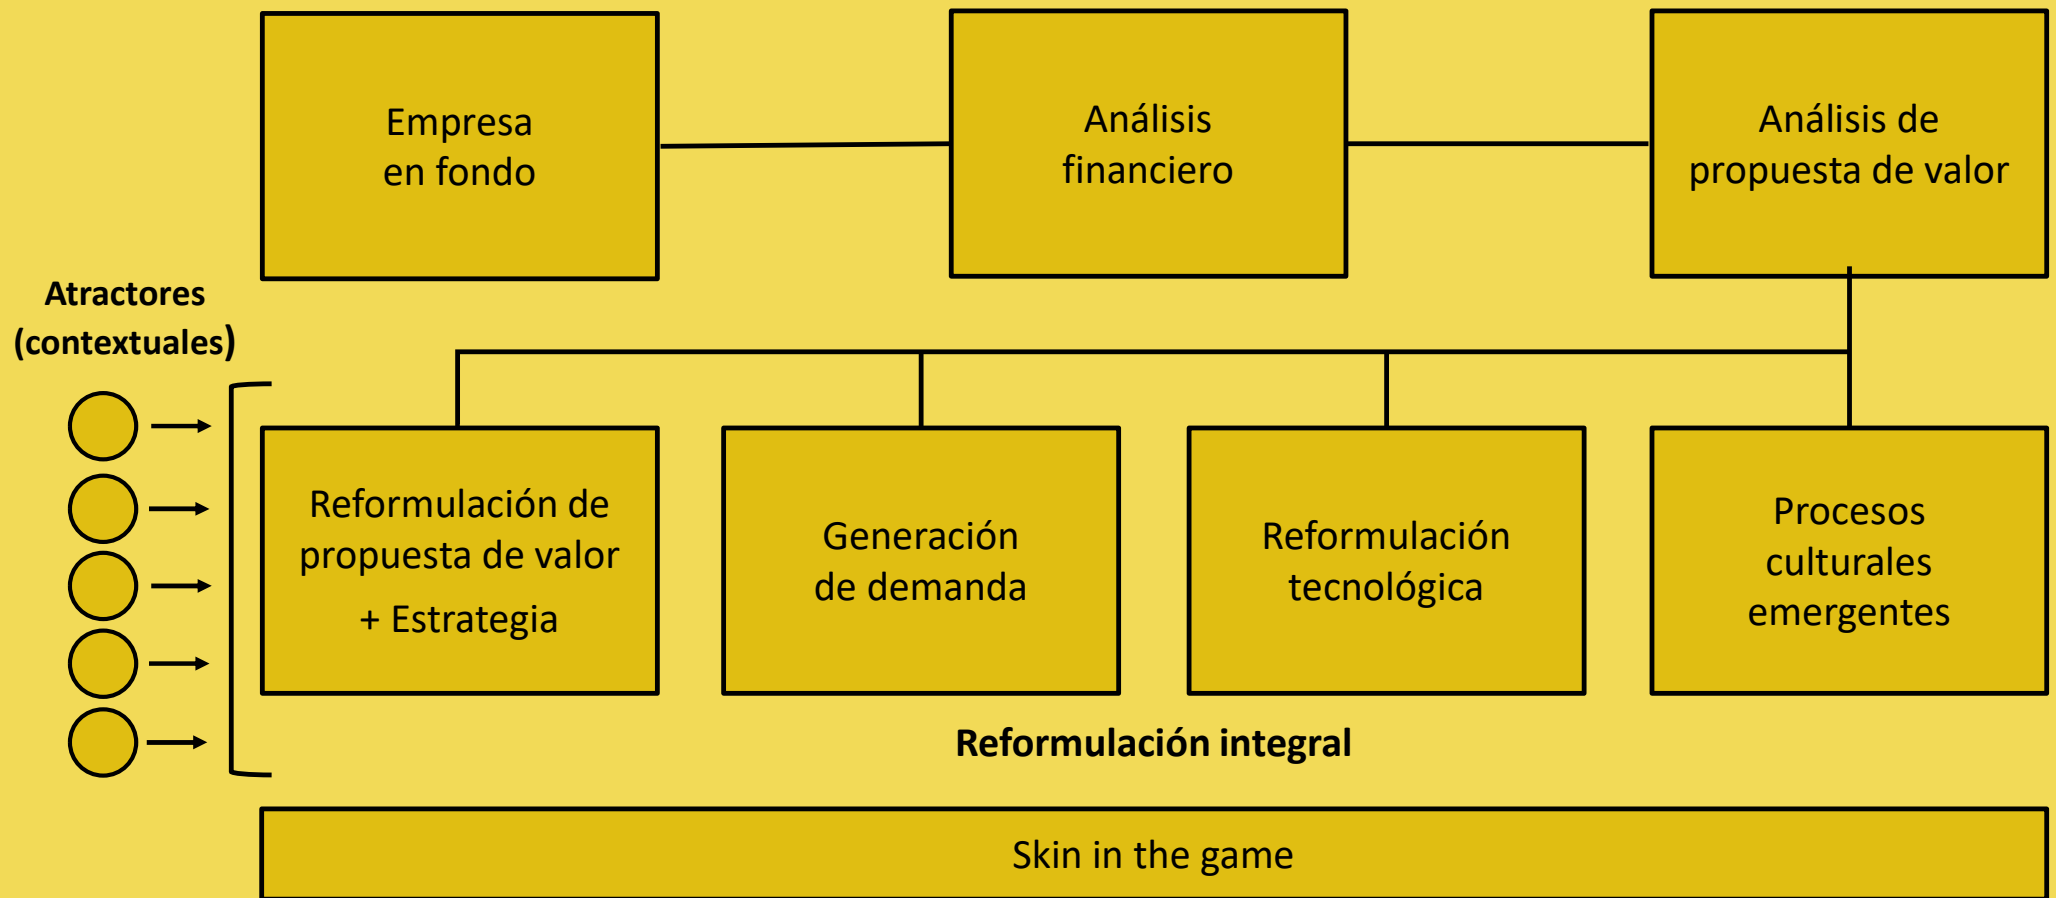 Empresa
en fondo
Análisis
financiero
Análisis de
propuesta de valor
Atractores
(contextuales)
Reformulación de
propuesta de valor
+ Estrategia
Generación
de demanda
Reformulación
tecnológica
Procesos
culturales
emergentes
Reformulación integral
Skin in the game